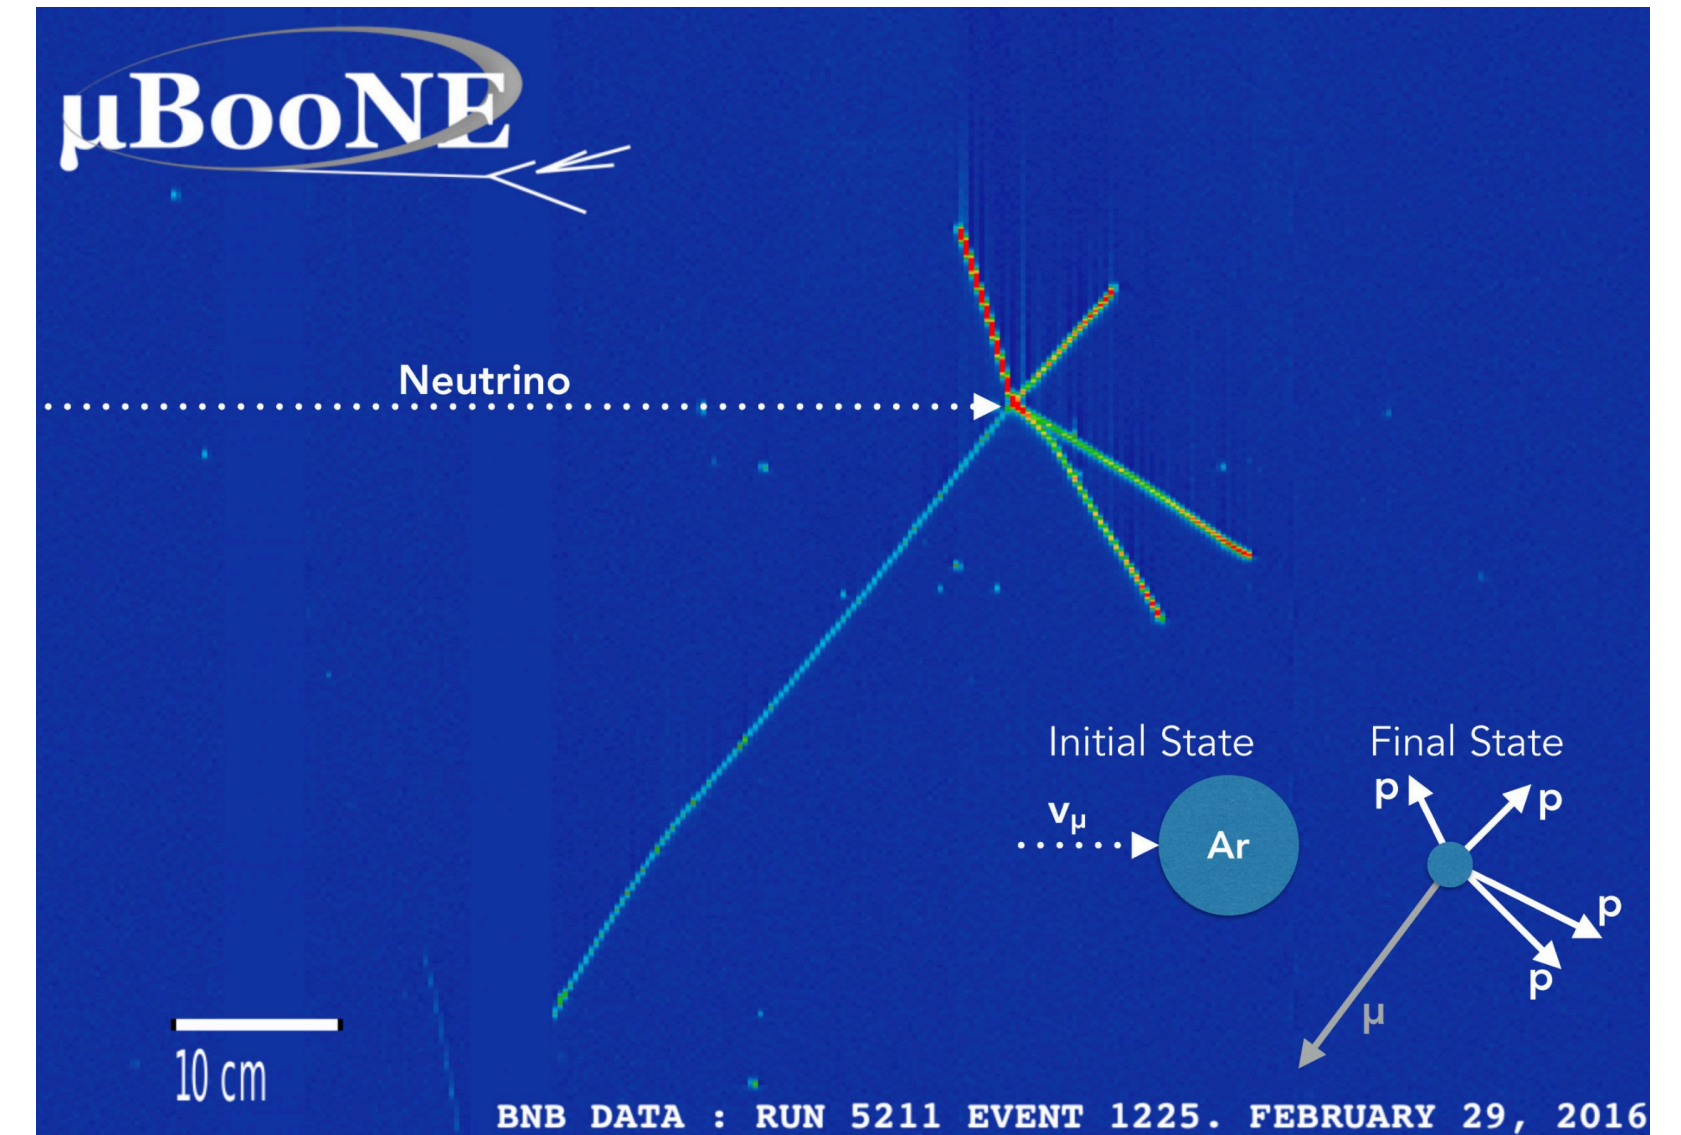 µBooNE
Neutrino
Initial State
Final State
νμ
Ar
p
p
p
p
μ
10 cm
BNB DATA : RUN 5211 EVENT 1225. FEBRUARY 29, 2016